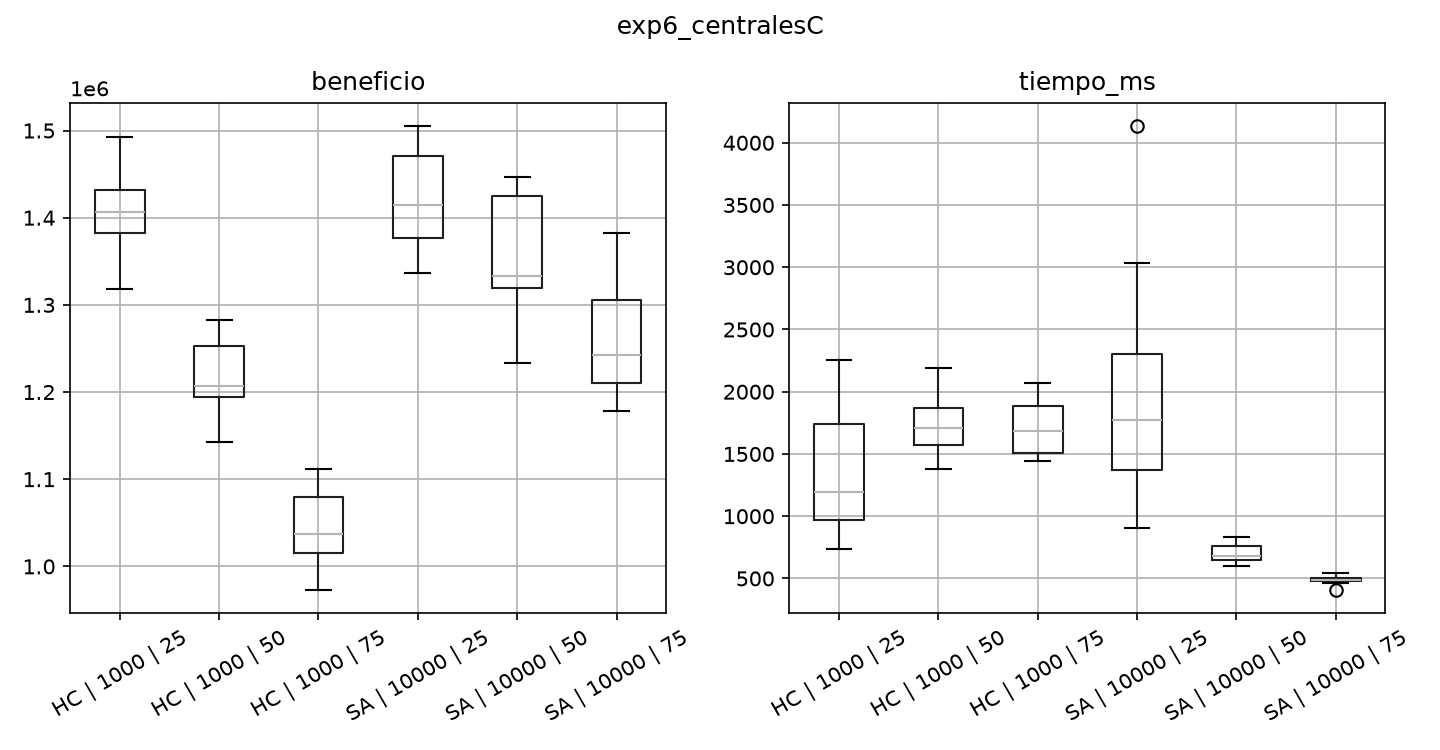 exp6_centralesC
beneficio
1e6
1.5
1.4
1.3
1.2
1.1
1.0
HC | 1000 | 25
HC | 1000 | 50
HC | 1000 | 75
SA | 10000 | 25
SA | 10000 | 50
SA | 10000 | 75
tiempo_ms
4000
3500
3000
2500
2000
1500
1000
500
HC | 1000 | 25
HC | 1000 | 50
HC | 1000 | 75
SA | 10000 | 25
SA | 10000 | 50
SA | 10000 | 75